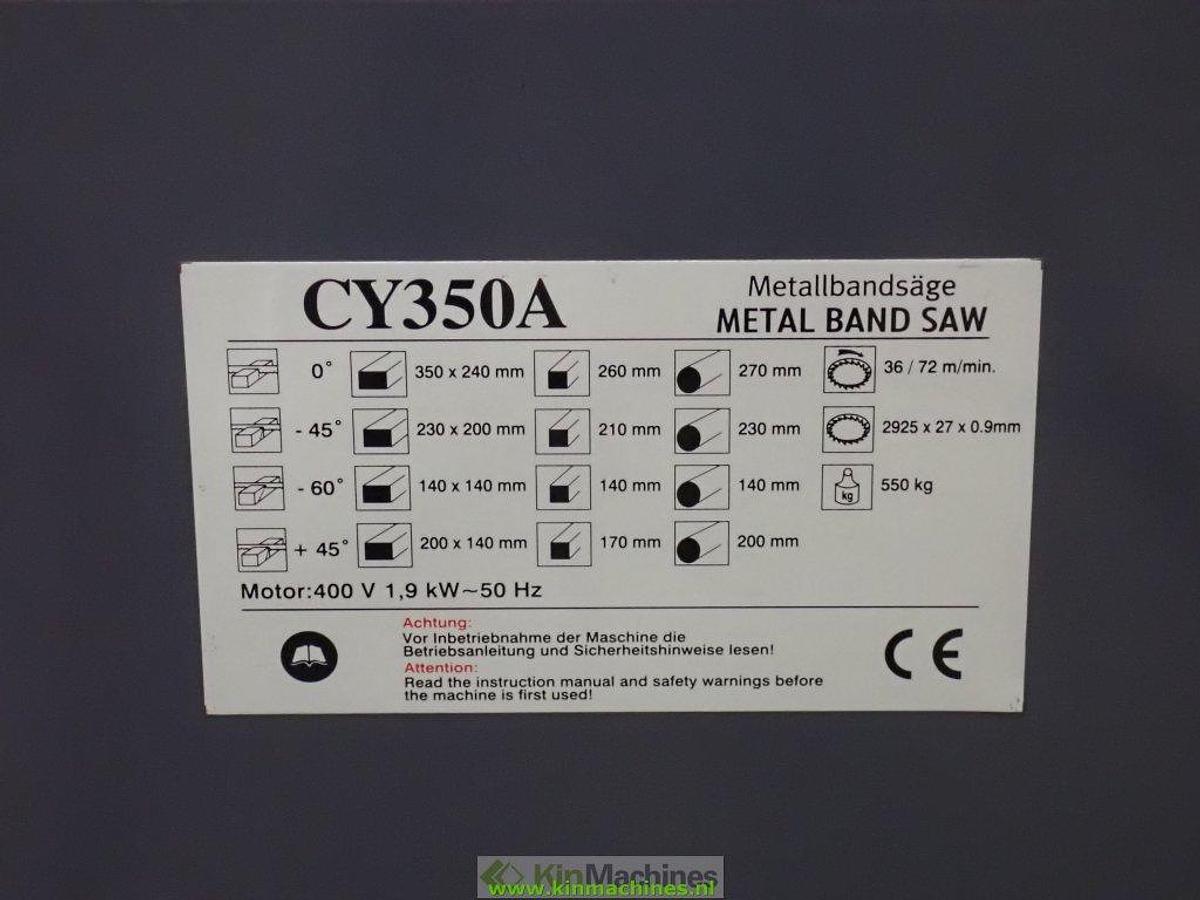 CY350A
Metallbandsäge
METAL BAND SAW
0° 350 x 240 mm 260 mm 270 mm 36 / 72 m/min.
- 45° 230 x 200 mm 210 mm 230 mm 2925 x 27 x 0.9mm
- 60° 140 x 140 mm 140 mm 140 mm kg 550 kg
+ 45° 200 x 140 mm 170 mm 200 mm
Motor:400 V 1,9 kW~50 Hz
Achtung:
Vor Inbetriebnahme der Maschine die
Betriebsanleitung und Sicherheitshinweise lesen!
Attention:
Read the instruction manual and safety warnings before
the machine is first used!
CE
KinMachines
www.kinmachines.nl